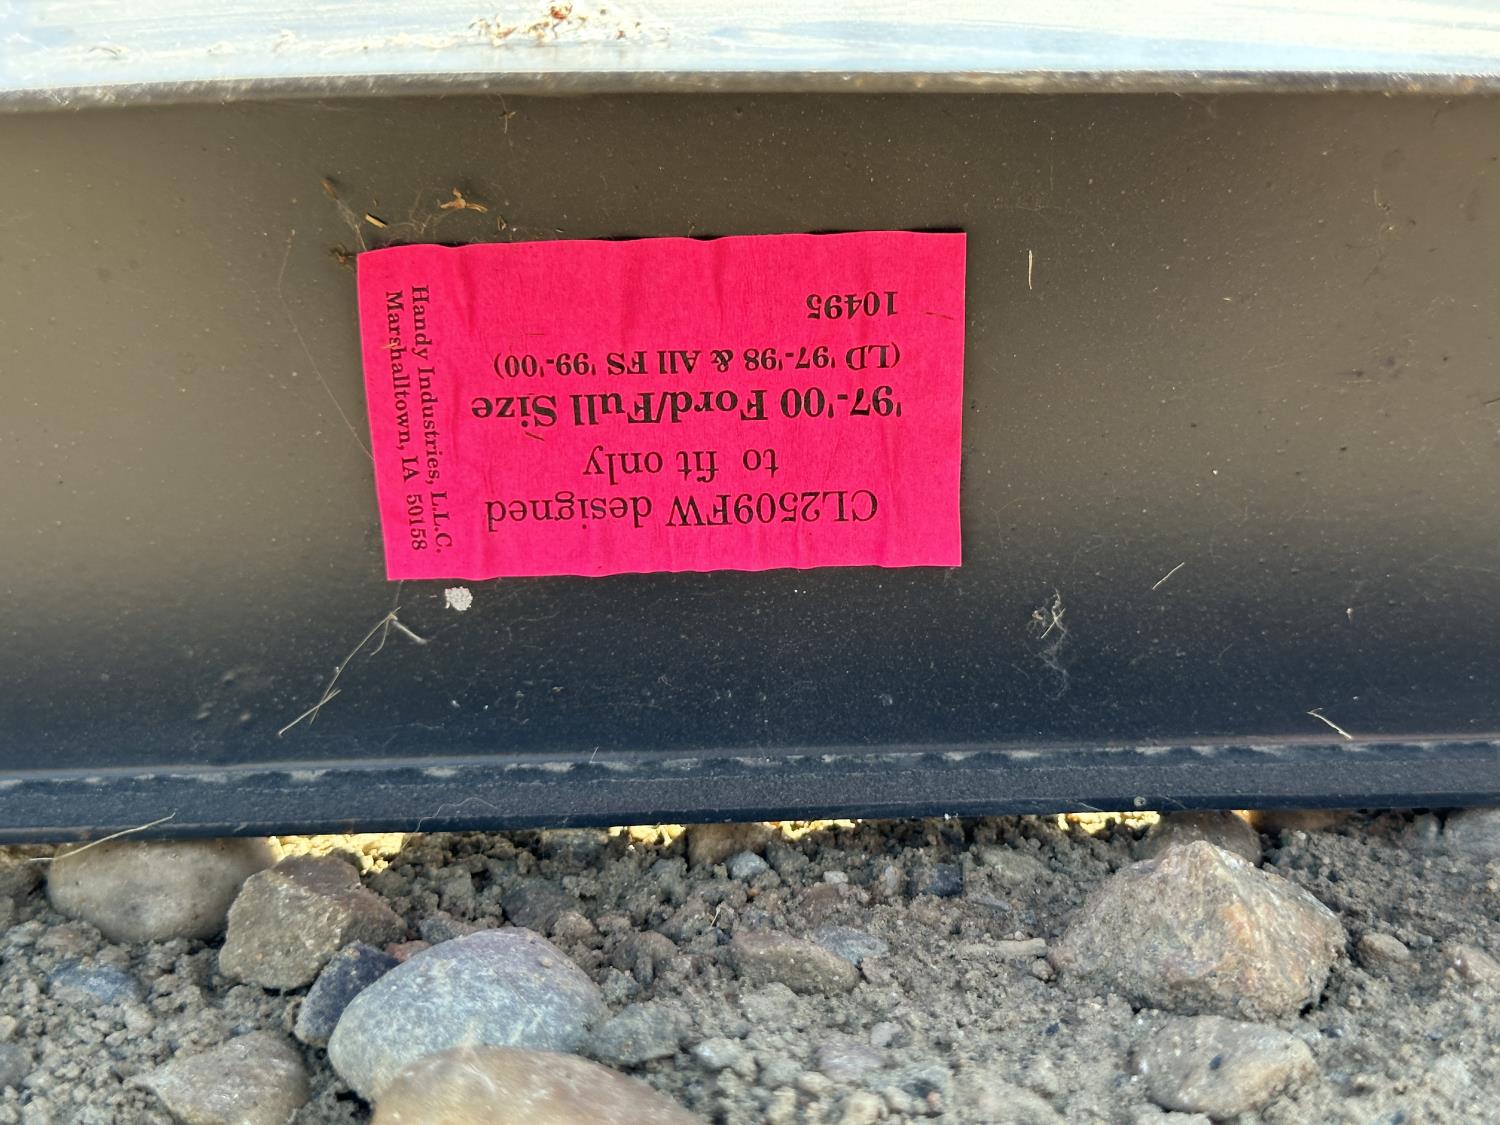 CL2509FW designed
to fit only
'97-'00 Ford/Full Size
(LD '97-'98 & All FS '99-'00)
10495
Handy Industries, L.L.C.
Marshalltown, IA 50158